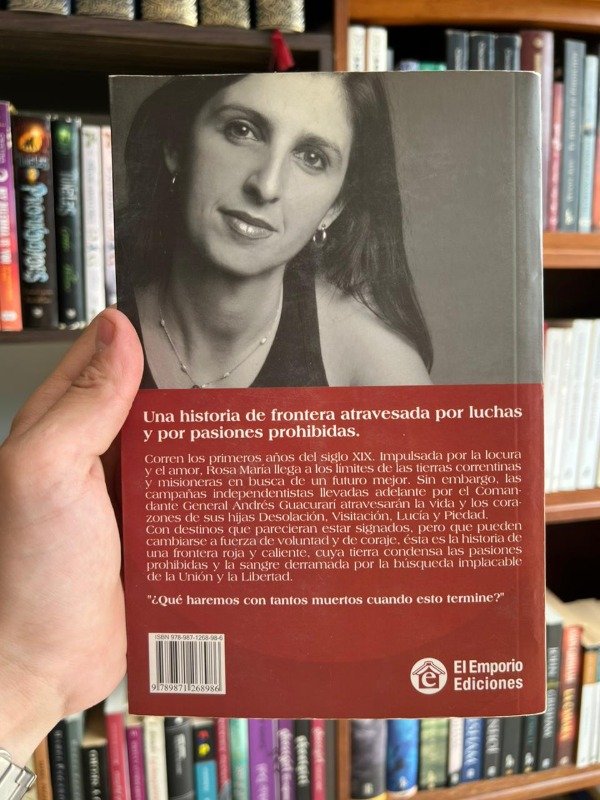 Una historia de frontera atravesada por luchas
y por pasiones prohibidas.
Corren los primeros años del siglo XIX. Impulsada por la locura
y el amor, Rosa María llega a los límites de las tierras correntinas
y misioneras en busca de un futuro mejor. Sin embargo, las
campañas independentistas llevadas adelante por el Coman-
dante General Andrés Guacurarí atravesarán la vida y los cora-
zones de sus hijas Desolación, Visitación, Lucía y Piedad.
Con destinos que parecieran estar signados, pero que pueden
cambiarse a fuerza de voluntad y de coraje, ésta es la historia de
una frontera roja y caliente, cuya tierra condensa las pasiones
prohibidas y la sangre derramada por la búsqueda implacable
de la Unión y la Libertad.
"¿Qué haremos con tantos muertos cuando esto termine?"
ISBN 978-987-1268-98-6
9789871268986
e
El Emporio
Ediciones